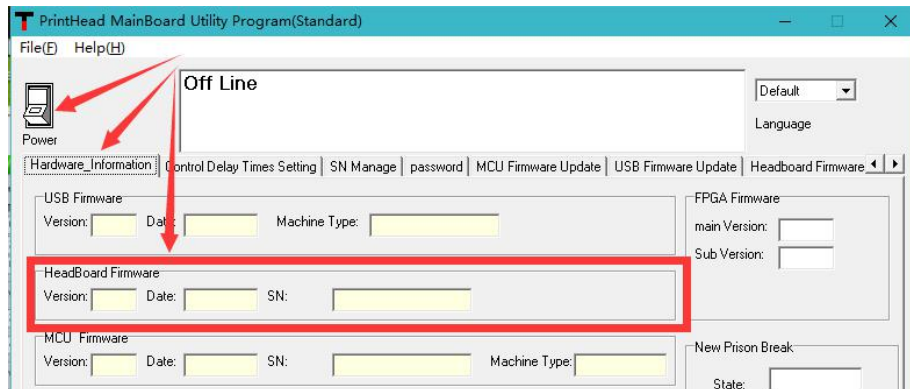 PrintHead MainBoard Utility Program(Standard)
File(F) Help(H)
Off Line
Default
Language
Power
Hardware_Information
Control Delay Times Setting
SN Manage
password
MCU Firmware Update
USB Firmware Update
Headboard Firmware
USB Firmware
Version: Date: Machine Type:
FPGA Firmware
main Version:
Sub Version:
HeadBoard Firmware
Version: Date: SN:
MCU Firmware
Version: Date: SN: Machine Type:
New Prison Break
State: